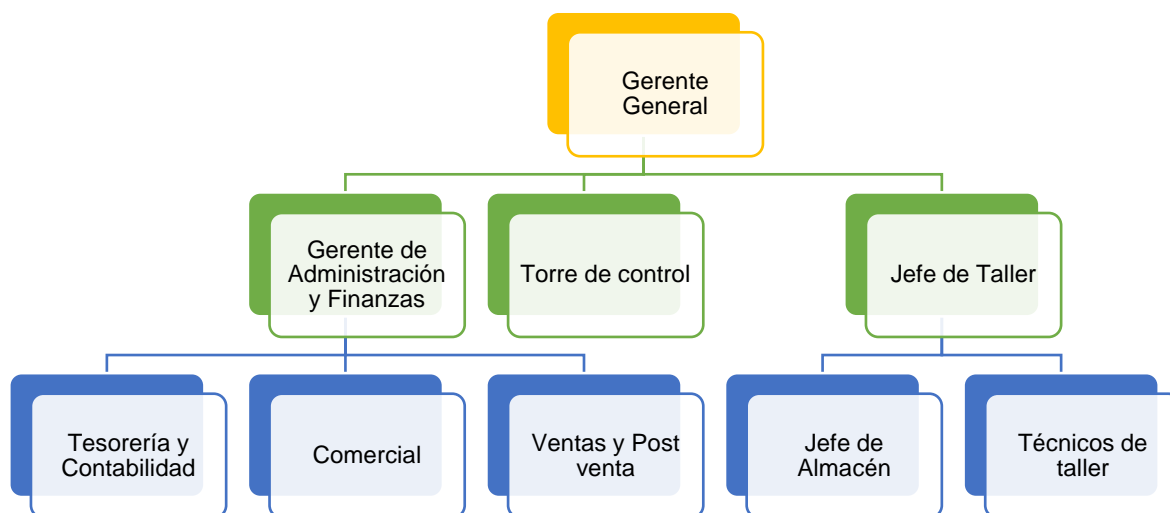 Gerente
General
Gerente de
Administración
y Finanzas
Torre de control
Jefe de Taller
Tesorería y
Contabilidad
Comercial
Ventas y Post
venta
Jefe de
Almacén
Técnicos de
taller